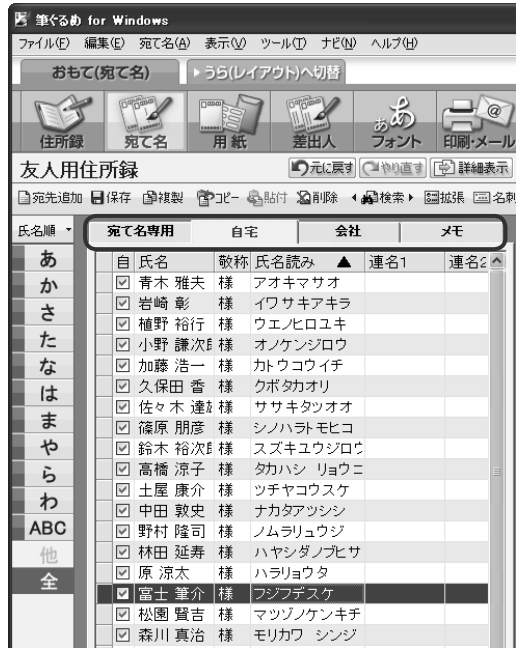 筆ぐるめ for Windows
ファイル(F) 編集(E) 宛て名(A) 表示(V) ツール(T) ナビ(N) ヘルプ(H)
おもて(宛て名) うら(レイアウト)へ切替
住所録 宛て名 用紙 差出人 フォント 印刷・メール
友人用住所録 元に戻す やり直す 詳細表示
宛先追加 保存 複製 コピー 貼付 削除 検索 拡張 名刺
氏名順 宛て名専用 自宅 会社 メモ
自 氏名 敬称 氏名読み ▲ 連名1 連名2
青木 雅夫 様 アオキマサオ
岩崎 彰 様 イワサキアキラ
植野 裕行 様 ウエノヒロユキ
小野 謙次 様 オノケンジロウ
加藤 浩一 様 カトウコウイチ
久保田 香 様 クボタカオリ
佐々木 達 様 ササキタツオオ
篠原 朋彦 様 シノハラトモヒコ
鈴木 裕次 様 スズキユウジロウ
高橋 涼子 様 タカハシ リョウコ
土屋 康介 様 ツチヤコウスケ
中田 敦史 様 ナカタアツシシ
野村 隆司 様 ノムラリュウジ
林田 延寿 様 ハヤシダノブヒサ
原 涼太 様 ハラリョウタ
富士 筆介 様 フジフデスケ
松園 賢吉 様 マツゾノケンキチ
森川 真治 様 モリカワ シンジ
あ
か
さ
た
な
は
ま
や
ら
わ
ABC
他
全